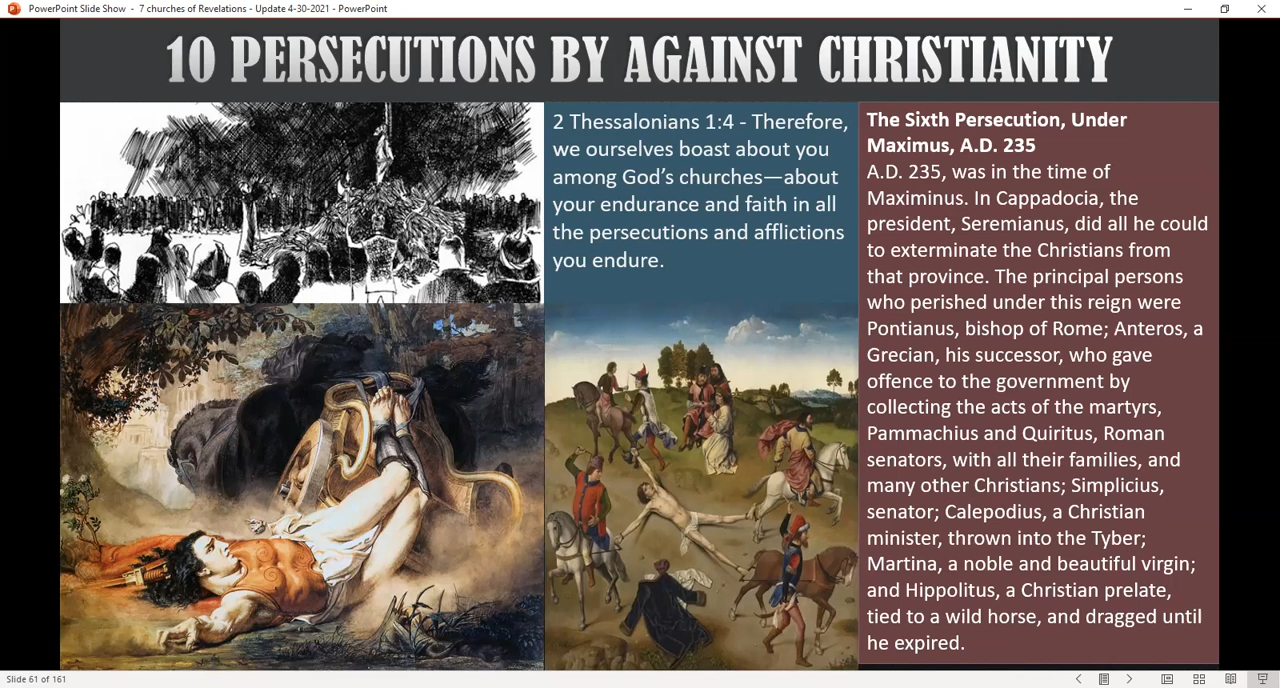 PowerPoint Slide Show - 7 churches of Revelations - Update 4-30-2021 - PowerPoint
10 PERSECUTIONS BY AGAINST CHRISTIANITY
2 Thessalonians 1:4 - Therefore,
we ourselves boast about you
among God's churches—about
your endurance and faith in all
the persecutions and afflictions
you endure.
The Sixth Persecution, Under
Maximus, A.D. 235
A.D. 235, was in the time of
Maximinus. In Cappadocia, the
president, Seremianus, did all he could
to exterminate the Christians from
that province. The principal persons
who perished under this reign were
Pontianus, bishop of Rome; Anteros, a
Grecian, his successor, who gave
offence to the government by
collecting the acts of the martyrs,
Pammachius and Quiritus, Roman
senators, with all their families, and
many other Christians; Simplicius,
senator; Calepodius, a Christian
minister, thrown into the Tyber;
Martina, a noble and beautiful virgin;
and Hippolitus, a Christian prelate,
tied to a wild horse, and dragged until
he expired.
Slide 61 of 161